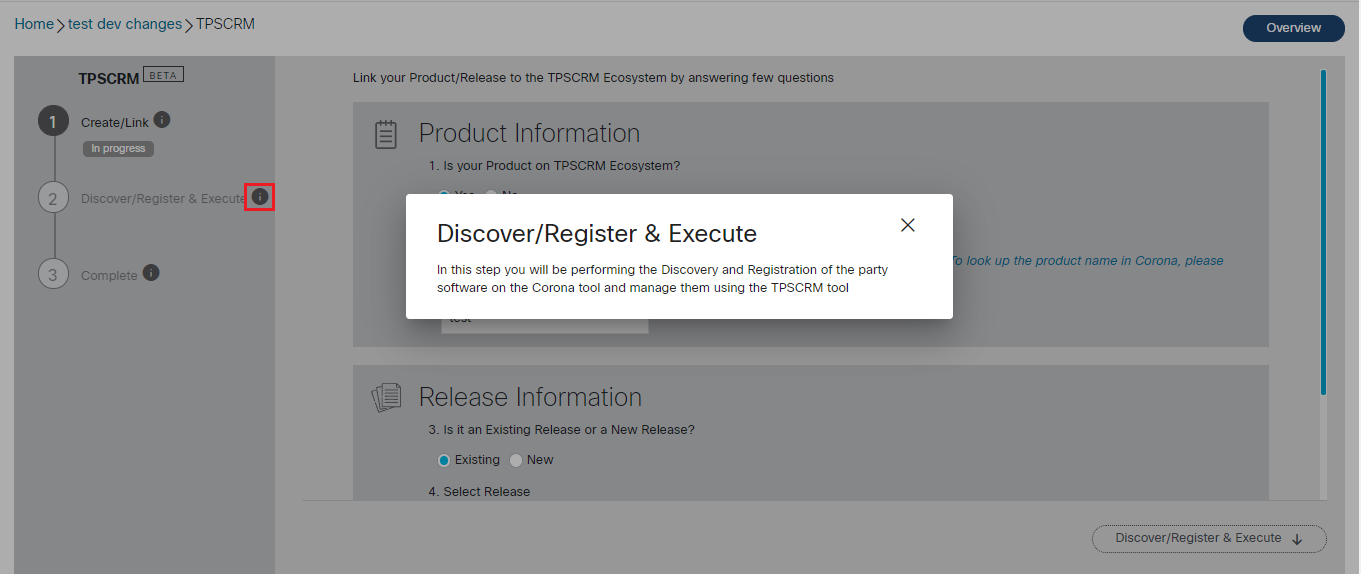 Home > test dev changes > TPSCRM
Overview
TPSCRM BETA
1 Create/Link i
In progress
2 Discover/Register & Execute i
3 Complete i
Link your Product/Release to the TPSCRM Ecosystem by answering few questions
Product Information
1. Is your Product on TPSCRM Ecosystem?
Yes No
Discover/Register & Execute
In this step you will be performing the Discovery and Registration of the party
software on the Corona tool and manage them using the TPSCRM tool
To look up the product name in Corona, please
test
Release Information
3. Is it an Existing Release or a New Release?
Existing New
4. Select Release
Discover/Register & Execute